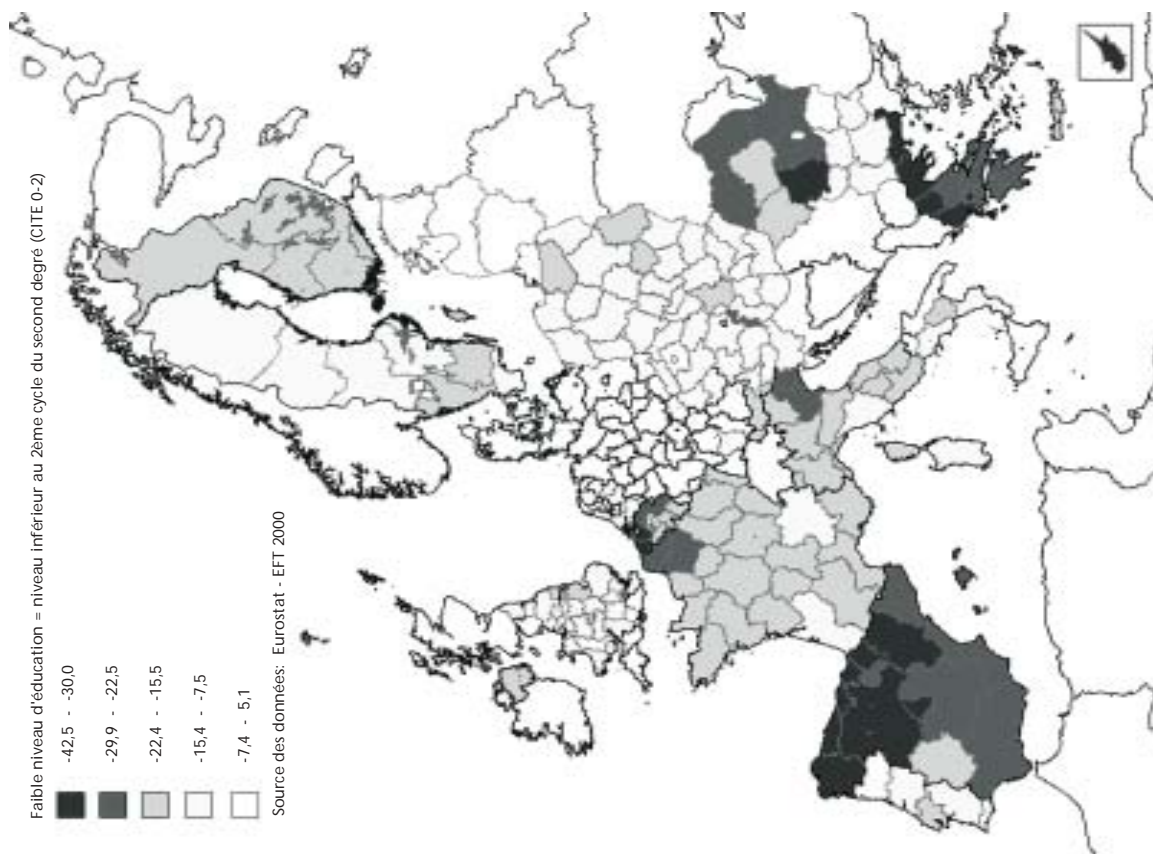 Faible niveau d'éducation = niveau inférieur au 2ème cycle du second degré (CITE 0-2)
-42,5 - -30,0
-29,9 - -22,5
-22,4 - -15,5
-15,4 - -7,5
-7,4 - 5,1
Source des données: Eurostat - EFT 2000